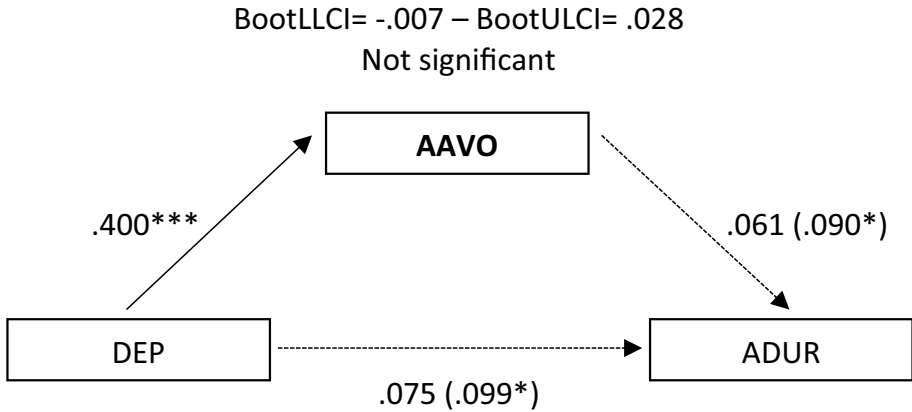 BootLLCI= -.007 – BootULCI= .028
Not significant
AAVO
.400***
.061 (.090*)
DEP
ADUR
.075 (.099*)